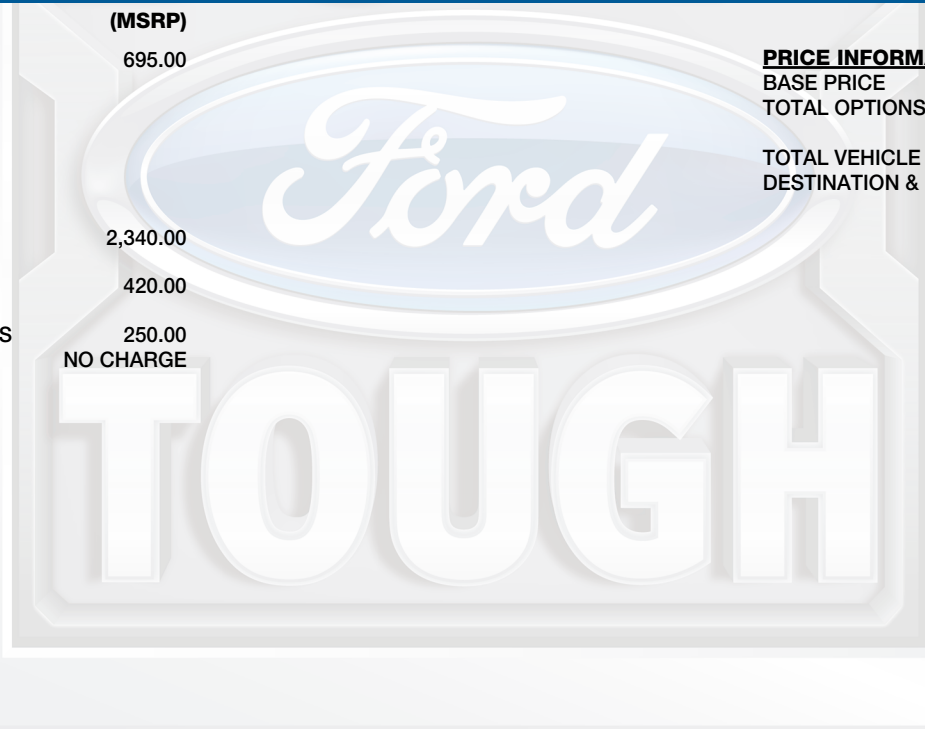 (MSRP)
695.00
2,340.00
420.00
S 250.00
NO CHARGE
PRICE INFORM
BASE PRICE
TOTAL OPTIONS
TOTAL VEHICLE
DESTINATION &
Ford
TOUGH